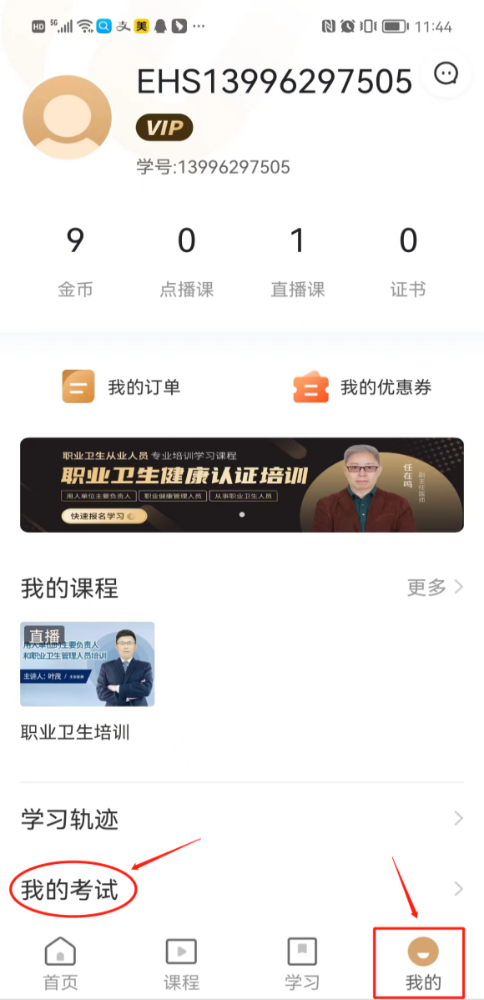 HD 5G 支 美 ... 11:44
EHS13996297505
VIP
学号:13996297505
9 0 1 0
金币 点播课 直播课 证书
我的订单 我的优惠券
职业卫生从业人员 专业培训学习课程
职业卫生健康认证培训
用人单位主要负责人 职业健康管理人员 从事职业卫生人员
快速报名学习
任在鸣
副主任医师
我的课程 更多
直播
用人单位的主要负责人
和职业卫生管理人员培训
主讲人：叶茂 /
职业卫生培训
学习轨迹
我的考试
首页 课程 学习 我的